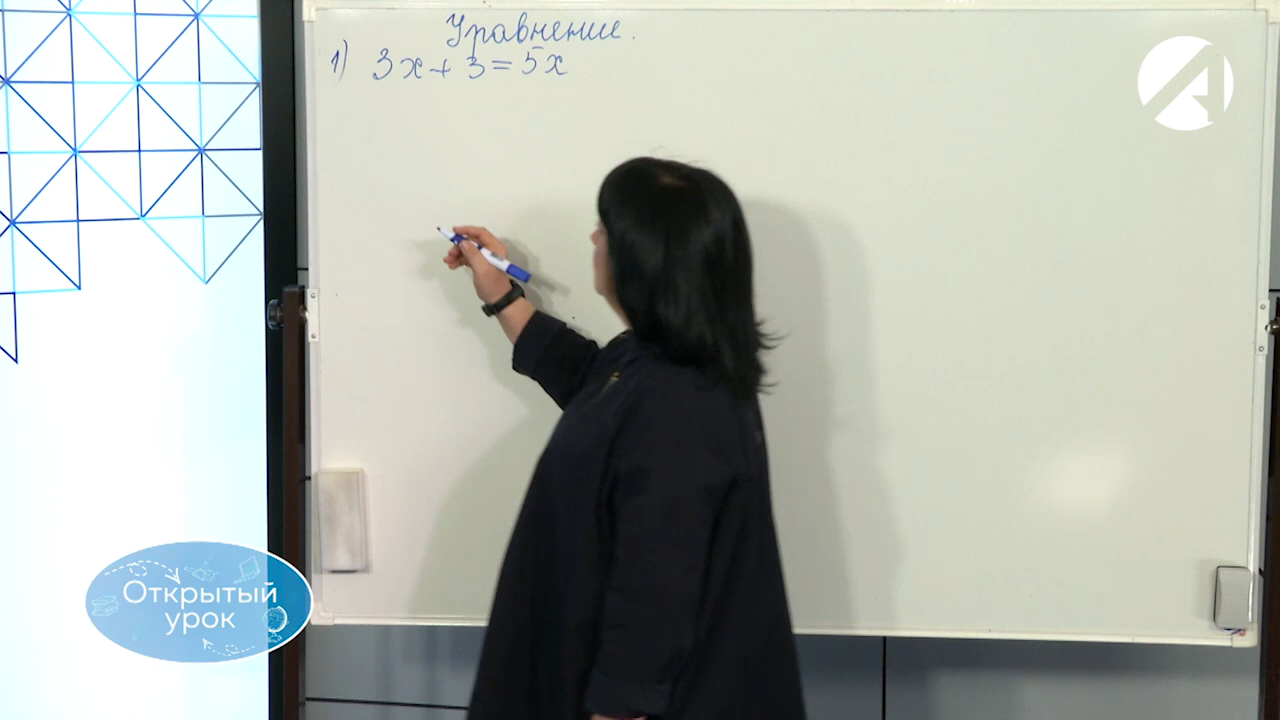 Уравнение.
1) 3x + 3 = 5x
Открытый
урок